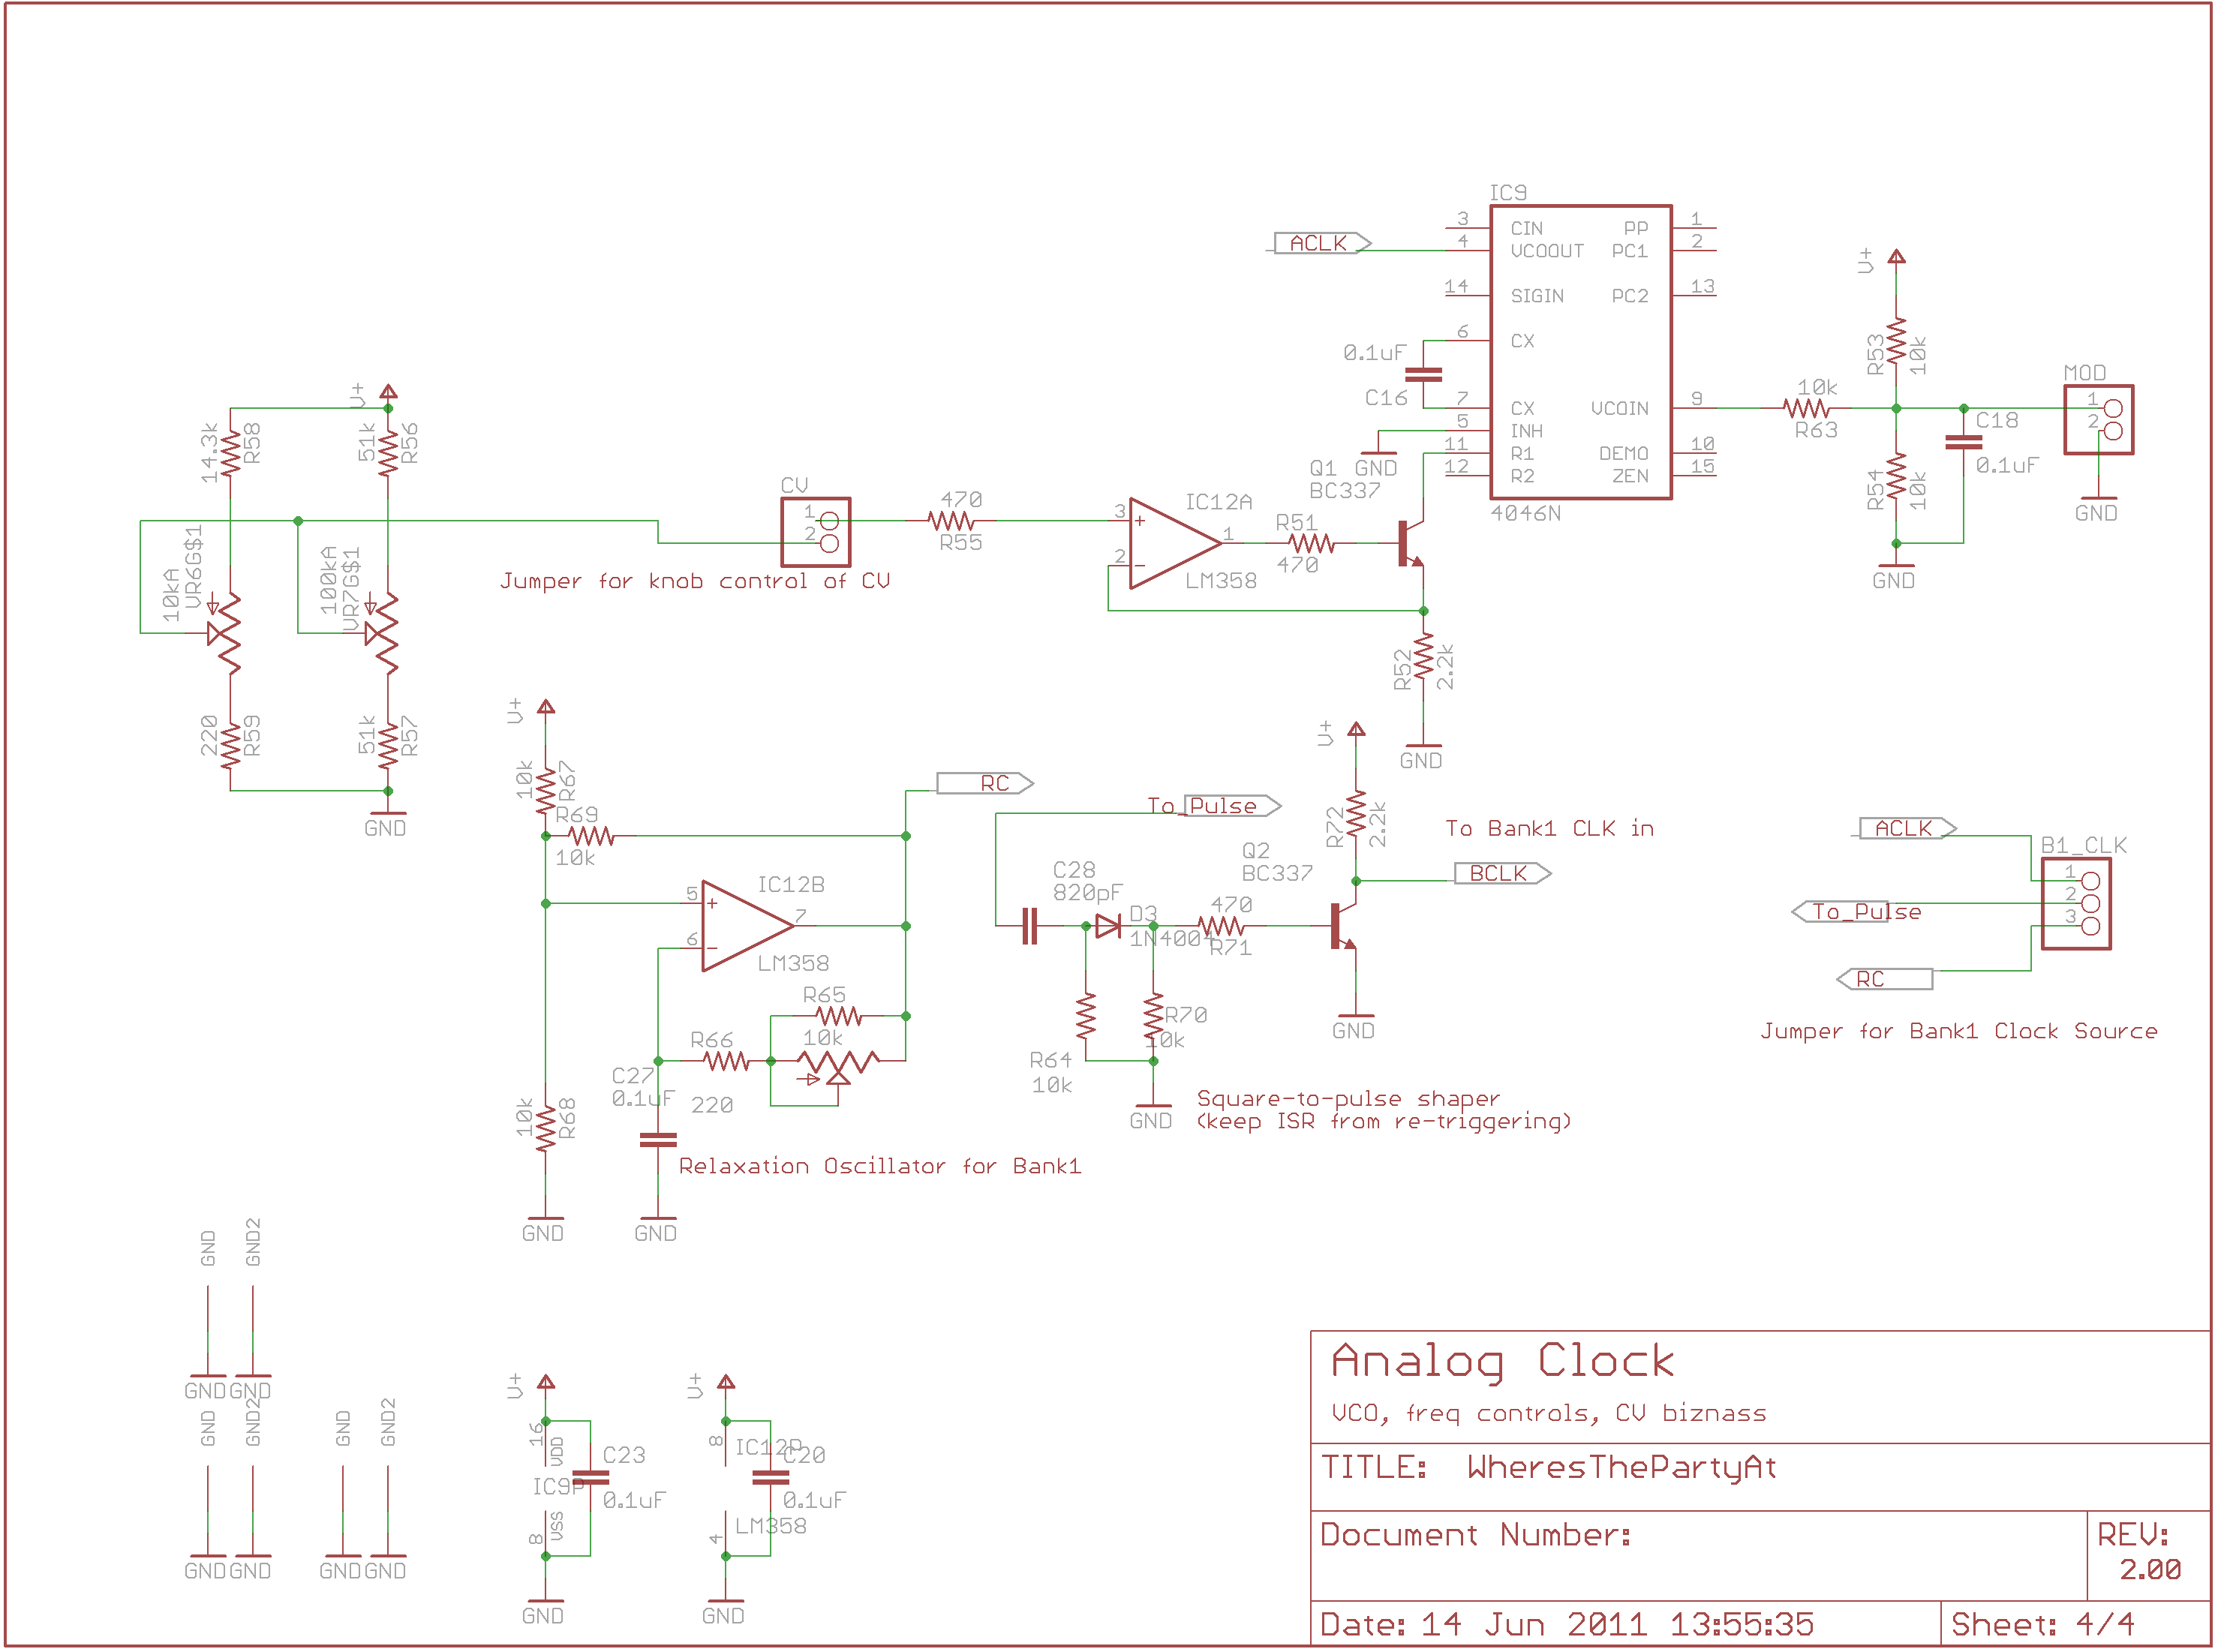 IC9
3 CIN PP 1
4 VCOOUT PC1 2
ACLK
14 SIGIN PC2 13
6 CX
0.1uF
C16
7 CX VCOIN 9
5 INH
11 R1 DEMO 10
12 R2 ZEN 15
4046N
GND
Q1
BC337
V+
R53
10k
10k
R63
R54
10k
C18
0.1uF
GND
MOD
1
2
GND
V+
14.3k
R58
51k
R56
10kA
VR6G$1
100kA
VR7G$1
220
R59
51k
R57
GND
CV
1
2
Jumper for knob control of CV
470
R55
3
2
1
+
-
IC12A
LM358
R51
470
R52
2.2k
GND
V+
10k
R67
R69
10k
RC
5
6
7
+
-
IC12B
LM358
R65
10k
R66
220
C27
0.1uF
10k
R68
GND
GND
Relaxation Oscillator for Bank1
To_Pulse
C28
820pF
D3
1N4004
470
R71
R64
10k
R70
10k
GND
Q2
BC337
V+
R72
2.2k
To Bank1 CLK in
BCLK
GND
Square-to-pulse shaper
(keep ISR from re-triggering)
ACLK
To_Pulse
RC
B1_CLK
1
2
3
Jumper for Bank1 Clock Source
GND
GND2
GND
GND
GND
GND2
GND
GND2
GND
GND
GND
GND
V+
16
VDD
IC9P
8
VSS
C23
0.1uF
GND
V+
8
IC12P
C20
0.1uF
LM358
4
GND
Analog Clock
VCO, freq controls, CV biznass
TITLE: WheresThePartyAt
Document Number:
REV:
2.00
Date: 14 Jun 2011 13:55:35
Sheet: 4/4